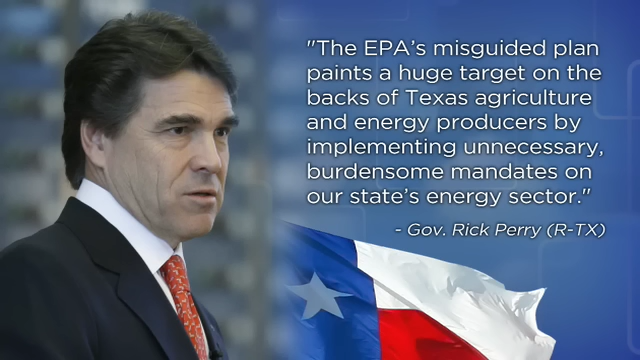 "The EPA's misguided plan
paints a huge target on the
backs of Texas agriculture
and energy producers by
implementing unnecessary,
burdensome mandates on
our state's energy sector."
- Gov. Rick Perry (R-TX)